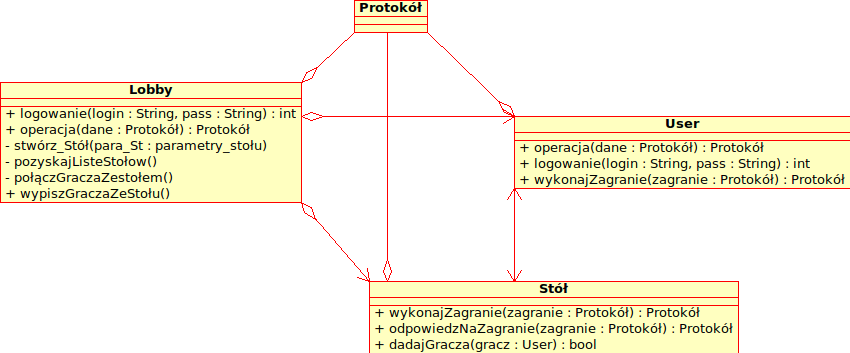 Protokół
Lobby
+ logowanie(login : String, pass : String) : int
+ operacja(dane : Protokół) : Protokół
- stwórz_Stół(para_St : parametry_stołu)
- pozyskajListeStołow()
- połączGraczaZestołem()
+ wypiszGraczaZeStołu()
User
+ operacja(dane : Protokół) : Protokół
+ logowanie(login : String, pass : String) : int
+ wykonajZagranie(zagranie : Protokół) : Protokół
Stół
+ wykonajZagranie(zagranie : Protokół) : Protokół
+ odpowiedzNaZagranie(zagranie : Protokół) : Protokół
+ dadajGracza(gracz : User) : bool